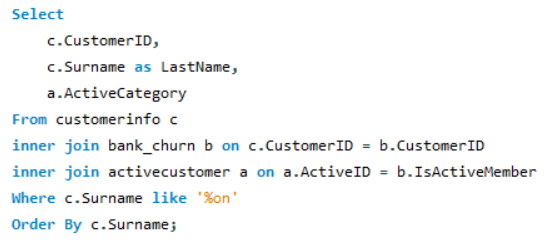 Select
c.CustomerID,
c.Surname as LastName,
a.ActiveCategory
From customerinfo c
inner join bank_churn b on c.CustomerID = b.CustomerID
inner join activecustomer a on a.ActiveID = b.IsActiveMember
Where c.Surname like '%on'
Order By c.Surname;